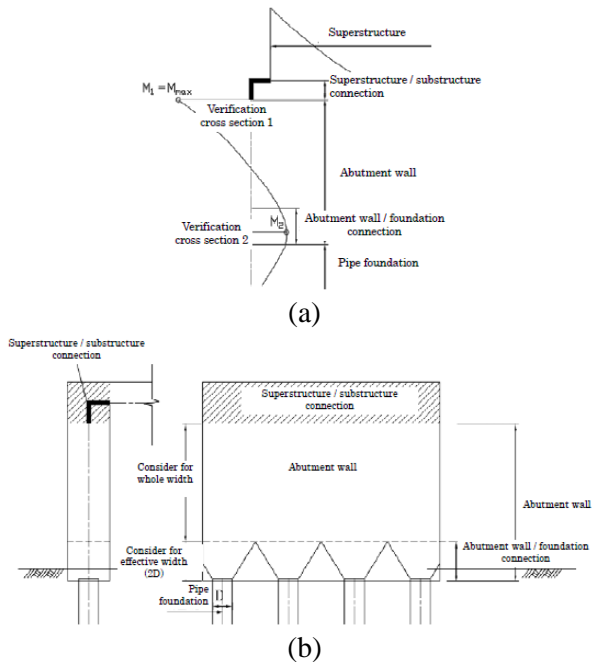 Superstructure
Superstructure / substructure
connection
M₁ = Mmax
Verification
cross section 1
Abutment wall
M₂
Abutment wall / foundation
connection
Verification
cross section 2
Pipe foundation
(a)
Superstructure / substructure
connection
Superstructure / substructure
connection
Consider for
whole width
Abutment wall
Abutment wall
Consider for
effective width
(2D)
Abutment wall / foundation
connection
Pipe
foundation
D
(b)